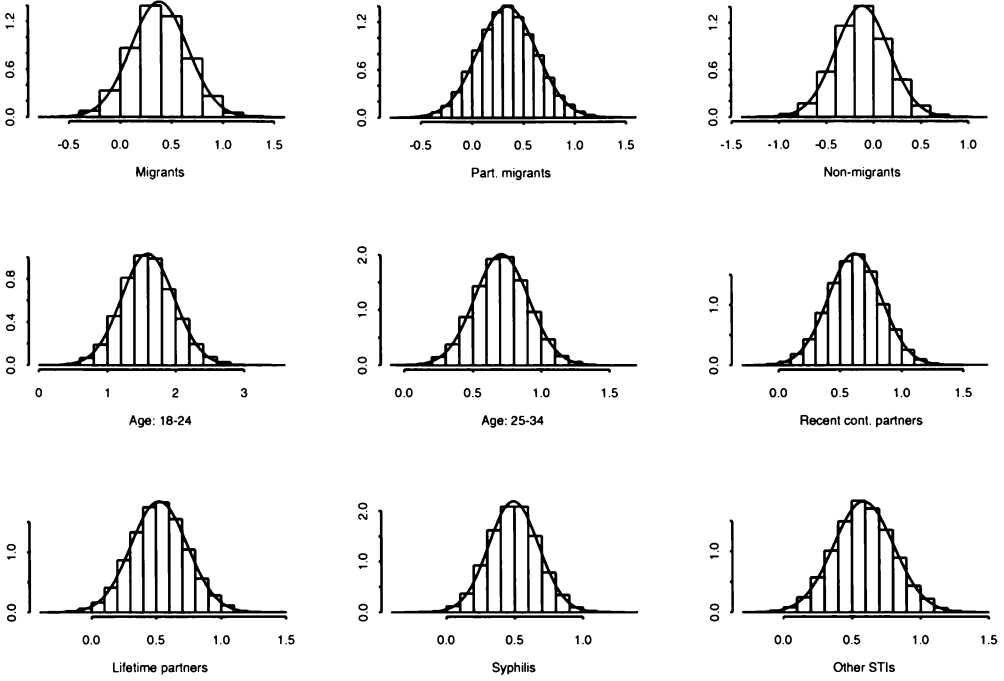 1.2
0.6
0.0
-0.5 0.0 0.5 1.0 1.5
Migrants
1.2
0.6
0.0
-0.5 0.0 0.5 1.0 1.5
Part. migrants
1.2
0.6
0.0
-1.5 -1.0 -0.5 -0.0 0.5 1.0
Non-migrants
0.8
0.4
0.0
0 1 2 3
Age: 18-24
2.0
1.0
0.0
0.0 0.5 1.0 1.5
Age: 25-34
1.0
0.0
0.0 0.5 1.0 1.5
Recent cont. partners
1.0
0.0
0.0 0.5 1.0 1.5
Lifetime partners
2.0
1.0
0.0
0.0 0.5 1.0
Syphilis
1.0
0.0
0.0 0.5 1.0 1.5
Other STIs